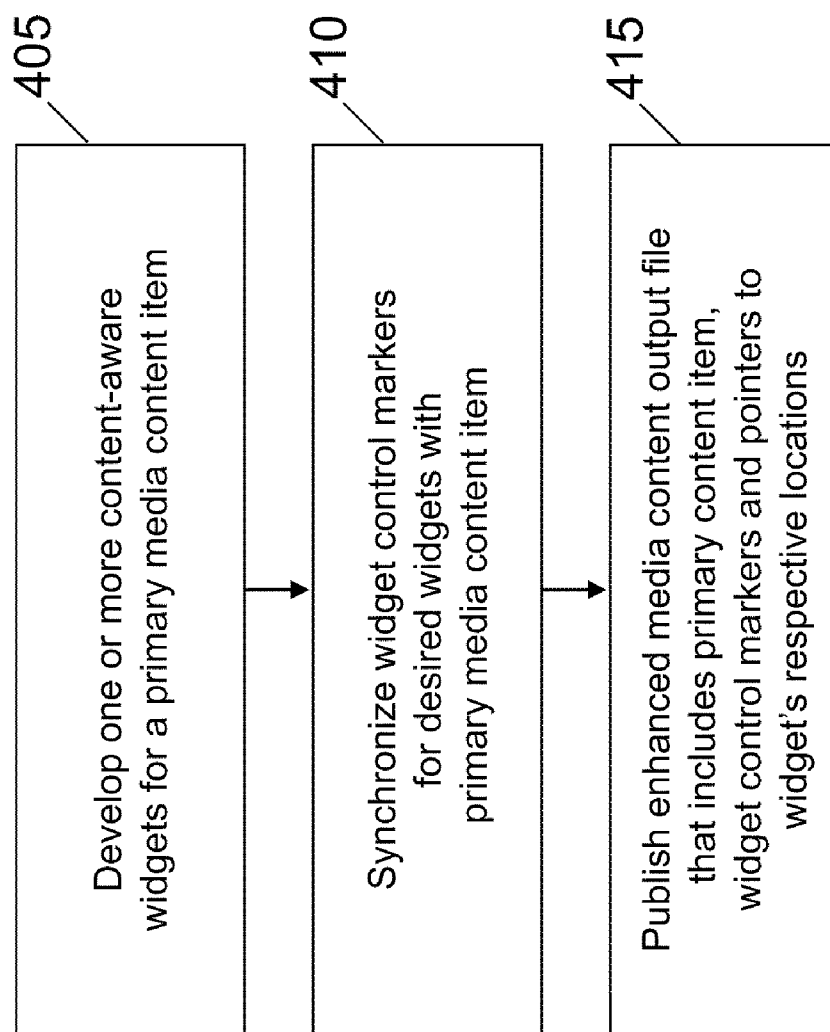 405
Develop one or more content-aware
widgets for a primary media content item
410
Synchronize widget control markers
for desired widgets with
primary media content item
415
Publish enhanced media content output file
that includes primary content item,
widget control markers and pointers to
widget's respective locations